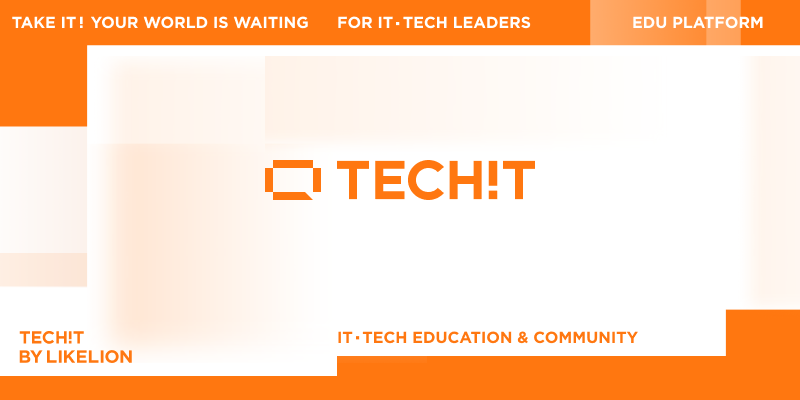 TAKE IT! YOUR WORLD IS WAITING
FOR IT·TECH LEADERS
EDU PLATFORM
TECH!T
TECH!T
BY LIKELION
IT·TECH EDUCATION & COMMUNITY